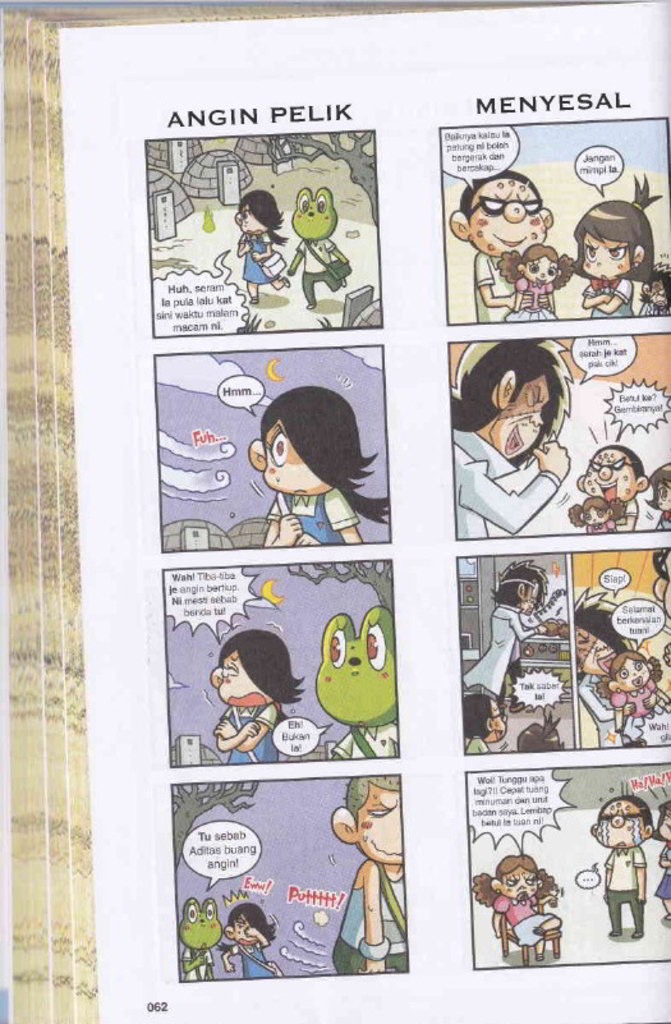 ANGIN PELIK
Huh, seram
la pula lalu kat
sini waktu malam
macam ni.
Hmm...
Fuh...
Wah! Tiba-tiba
je angin bertiup.
Ni mesti sebab
benda tu!
Eh!
Bukan
la!
Tu sebab
Aditas buang
angin!
Eww!
Puttttt!
062
MENYESAL
Baiknya kalau la
patung ni boleh
bergerak dan
bercakap...
Jangan
mimpi la.
Hmm...
serah je kat
pak cik!
Betul ke?
Gembiranya!
Tak sabar
la!
Siap!
Selamat
berkenalan
tuan!
Wah!
Woi! Tunggu apa
lagi?!! Cepat tuang
minuman dan urut
badan saya. Lembap
betul la tuan ni!
...
Ha! Ha! H